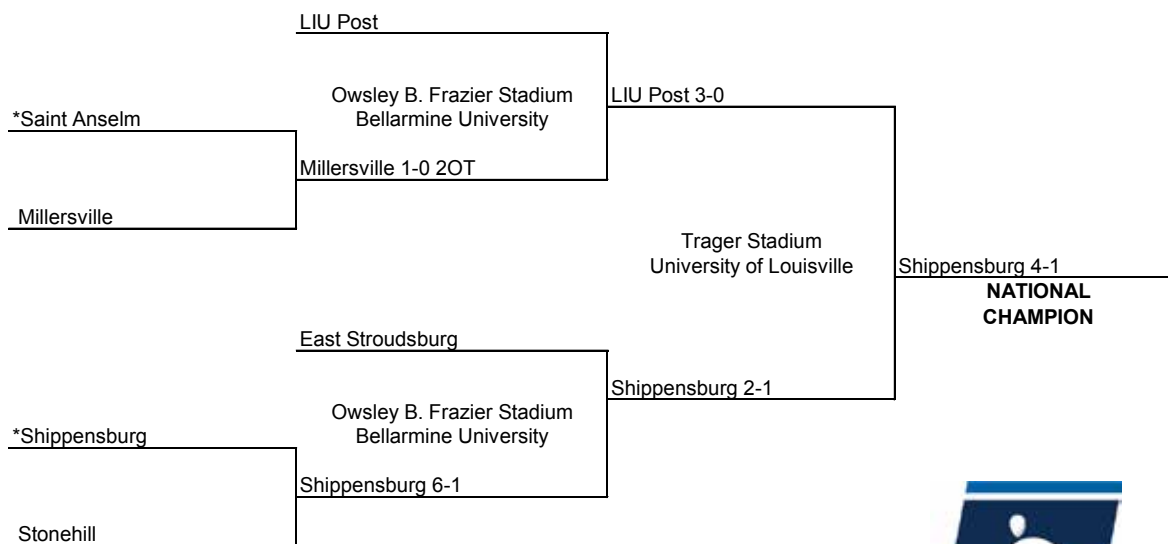 LIU Post
Owsley B. Frazier Stadium
Bellarmine University
LIU Post 3-0
*Saint Anselm
Millersville 1-0 2OT
Millersville
Trager Stadium
University of Louisville
Shippensburg 4-1
NATIONAL
CHAMPION
East Stroudsburg
Shippensburg 2-1
Owsley B. Frazier Stadium
Bellarmine University
*Shippensburg
Shippensburg 6-1
Stonehill